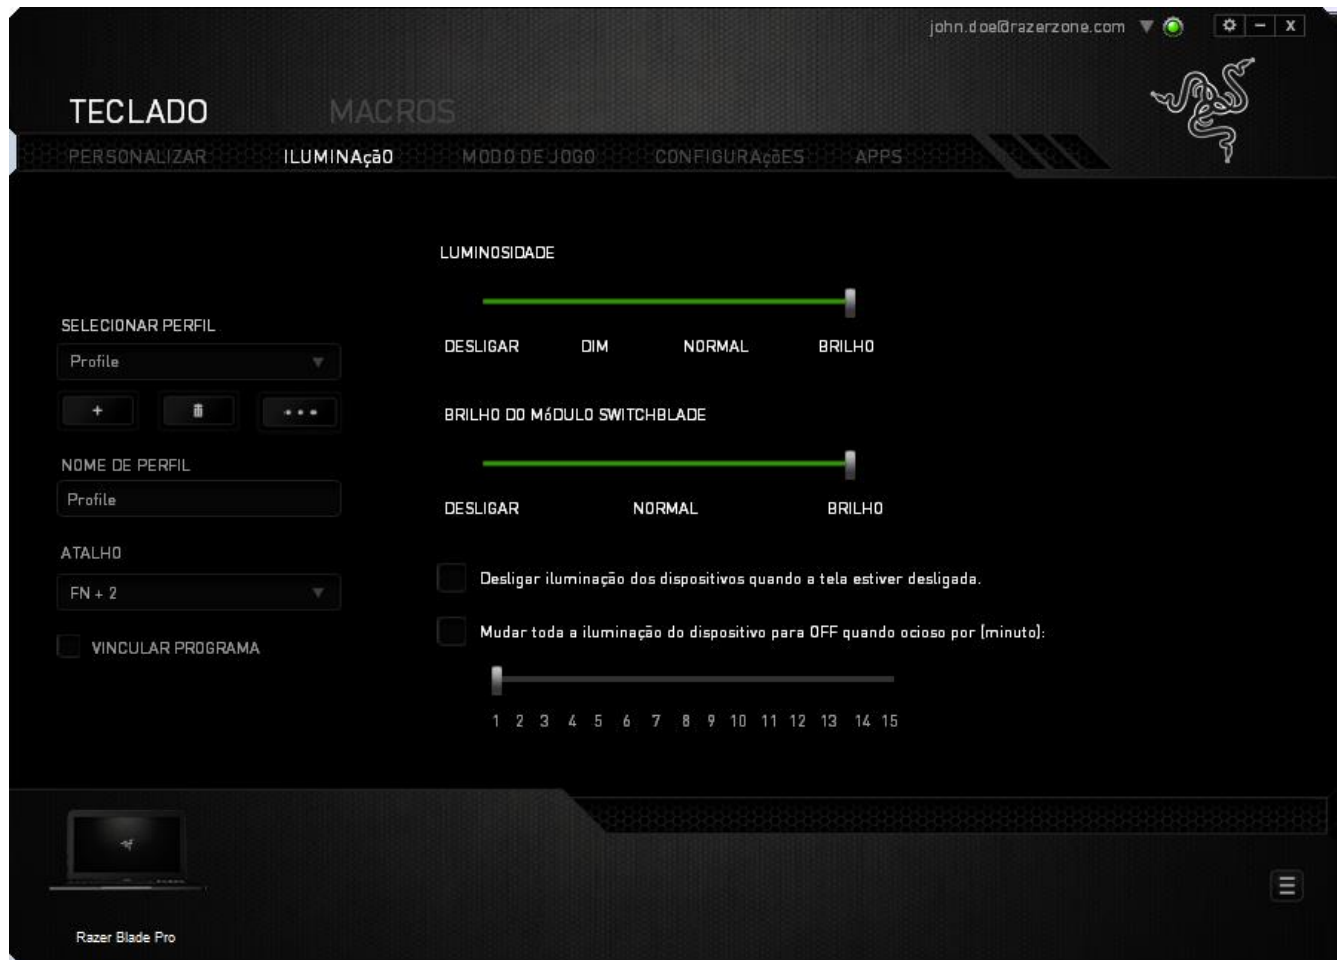 john.doe@razerzone.com
X
TECLADO MACROS
PERSONALIZAR ILUMINAçãO MODO DE JOGO CONFIGURAçõES APPS
LUMINOSIDADE
SELECIONAR PERFIL
DESLIGAR DIM NORMAL BRILHO
Profile
+
BRILHO DO MóDULO SWITCHBLADE
NOME DE PERFIL
Profile
DESLIGAR NORMAL BRILHO
ATALHO
Desligar iluminação dos dispositivos quando a tela estiver desligada.
FN + 2
Mudar toda a iluminação do dispositivo para OFF quando ocioso por (minuto):
VINCULAR PROGRAMA
1 2 3 4 5 6 7 8 9 10 11 12 13 14 15
Razer Blade Pro